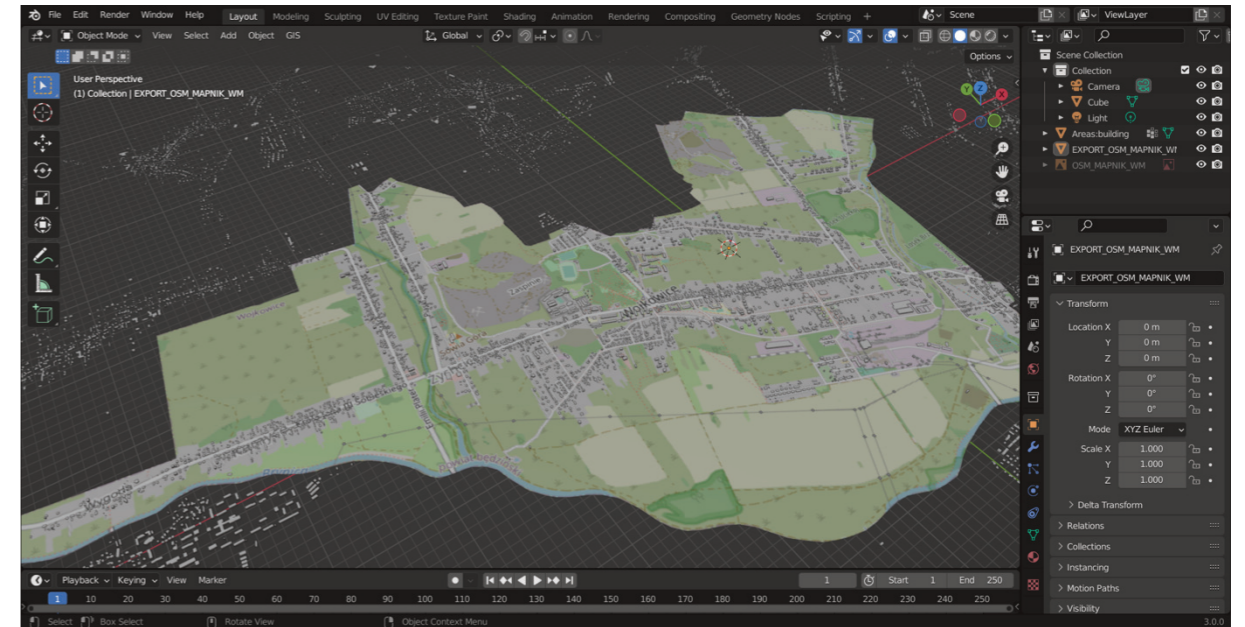 File Edit Render Window Help Layout Modeling Sculpting UV Editing Texture Paint Shading Animation Rendering Compositing Geometry Nodes Scripting + Scene ViewLayer
Object Mode View Select Add Object GIS Global
Options
User Perspective
(1) Collection | EXPORT_OSM_MAPNIK_WM
Y Z X
Scene Collection
Collection
Camera
Cube
Light
Areas:building
EXPORT_OSM_MAPNIK_WM
OSM_MAPNIK_WM
EXPORT_OSM_MAPNIK_WM
EXPORT_OSM_MAPNIK_WM
Transform
Location X 0 m
Y 0 m
Z 0 m
Rotation X 0°
Y 0°
Z 0°
Mode XYZ Euler
Scale X 1.000
Y 1.000
Z 1.000
Delta Transform
Relations
Collections
Instancing
Motion Paths
Visibility
Wokowice
Wygoda
Playback Keying View Marker 1 Start 1 End 250
1 10 20 30 40 50 60 70 80 90 100 110 120 130 140 150 160 170 180 190 200 210 220 230 240 250
Select Box Select Rotate View Object Context Menu 3.0.0